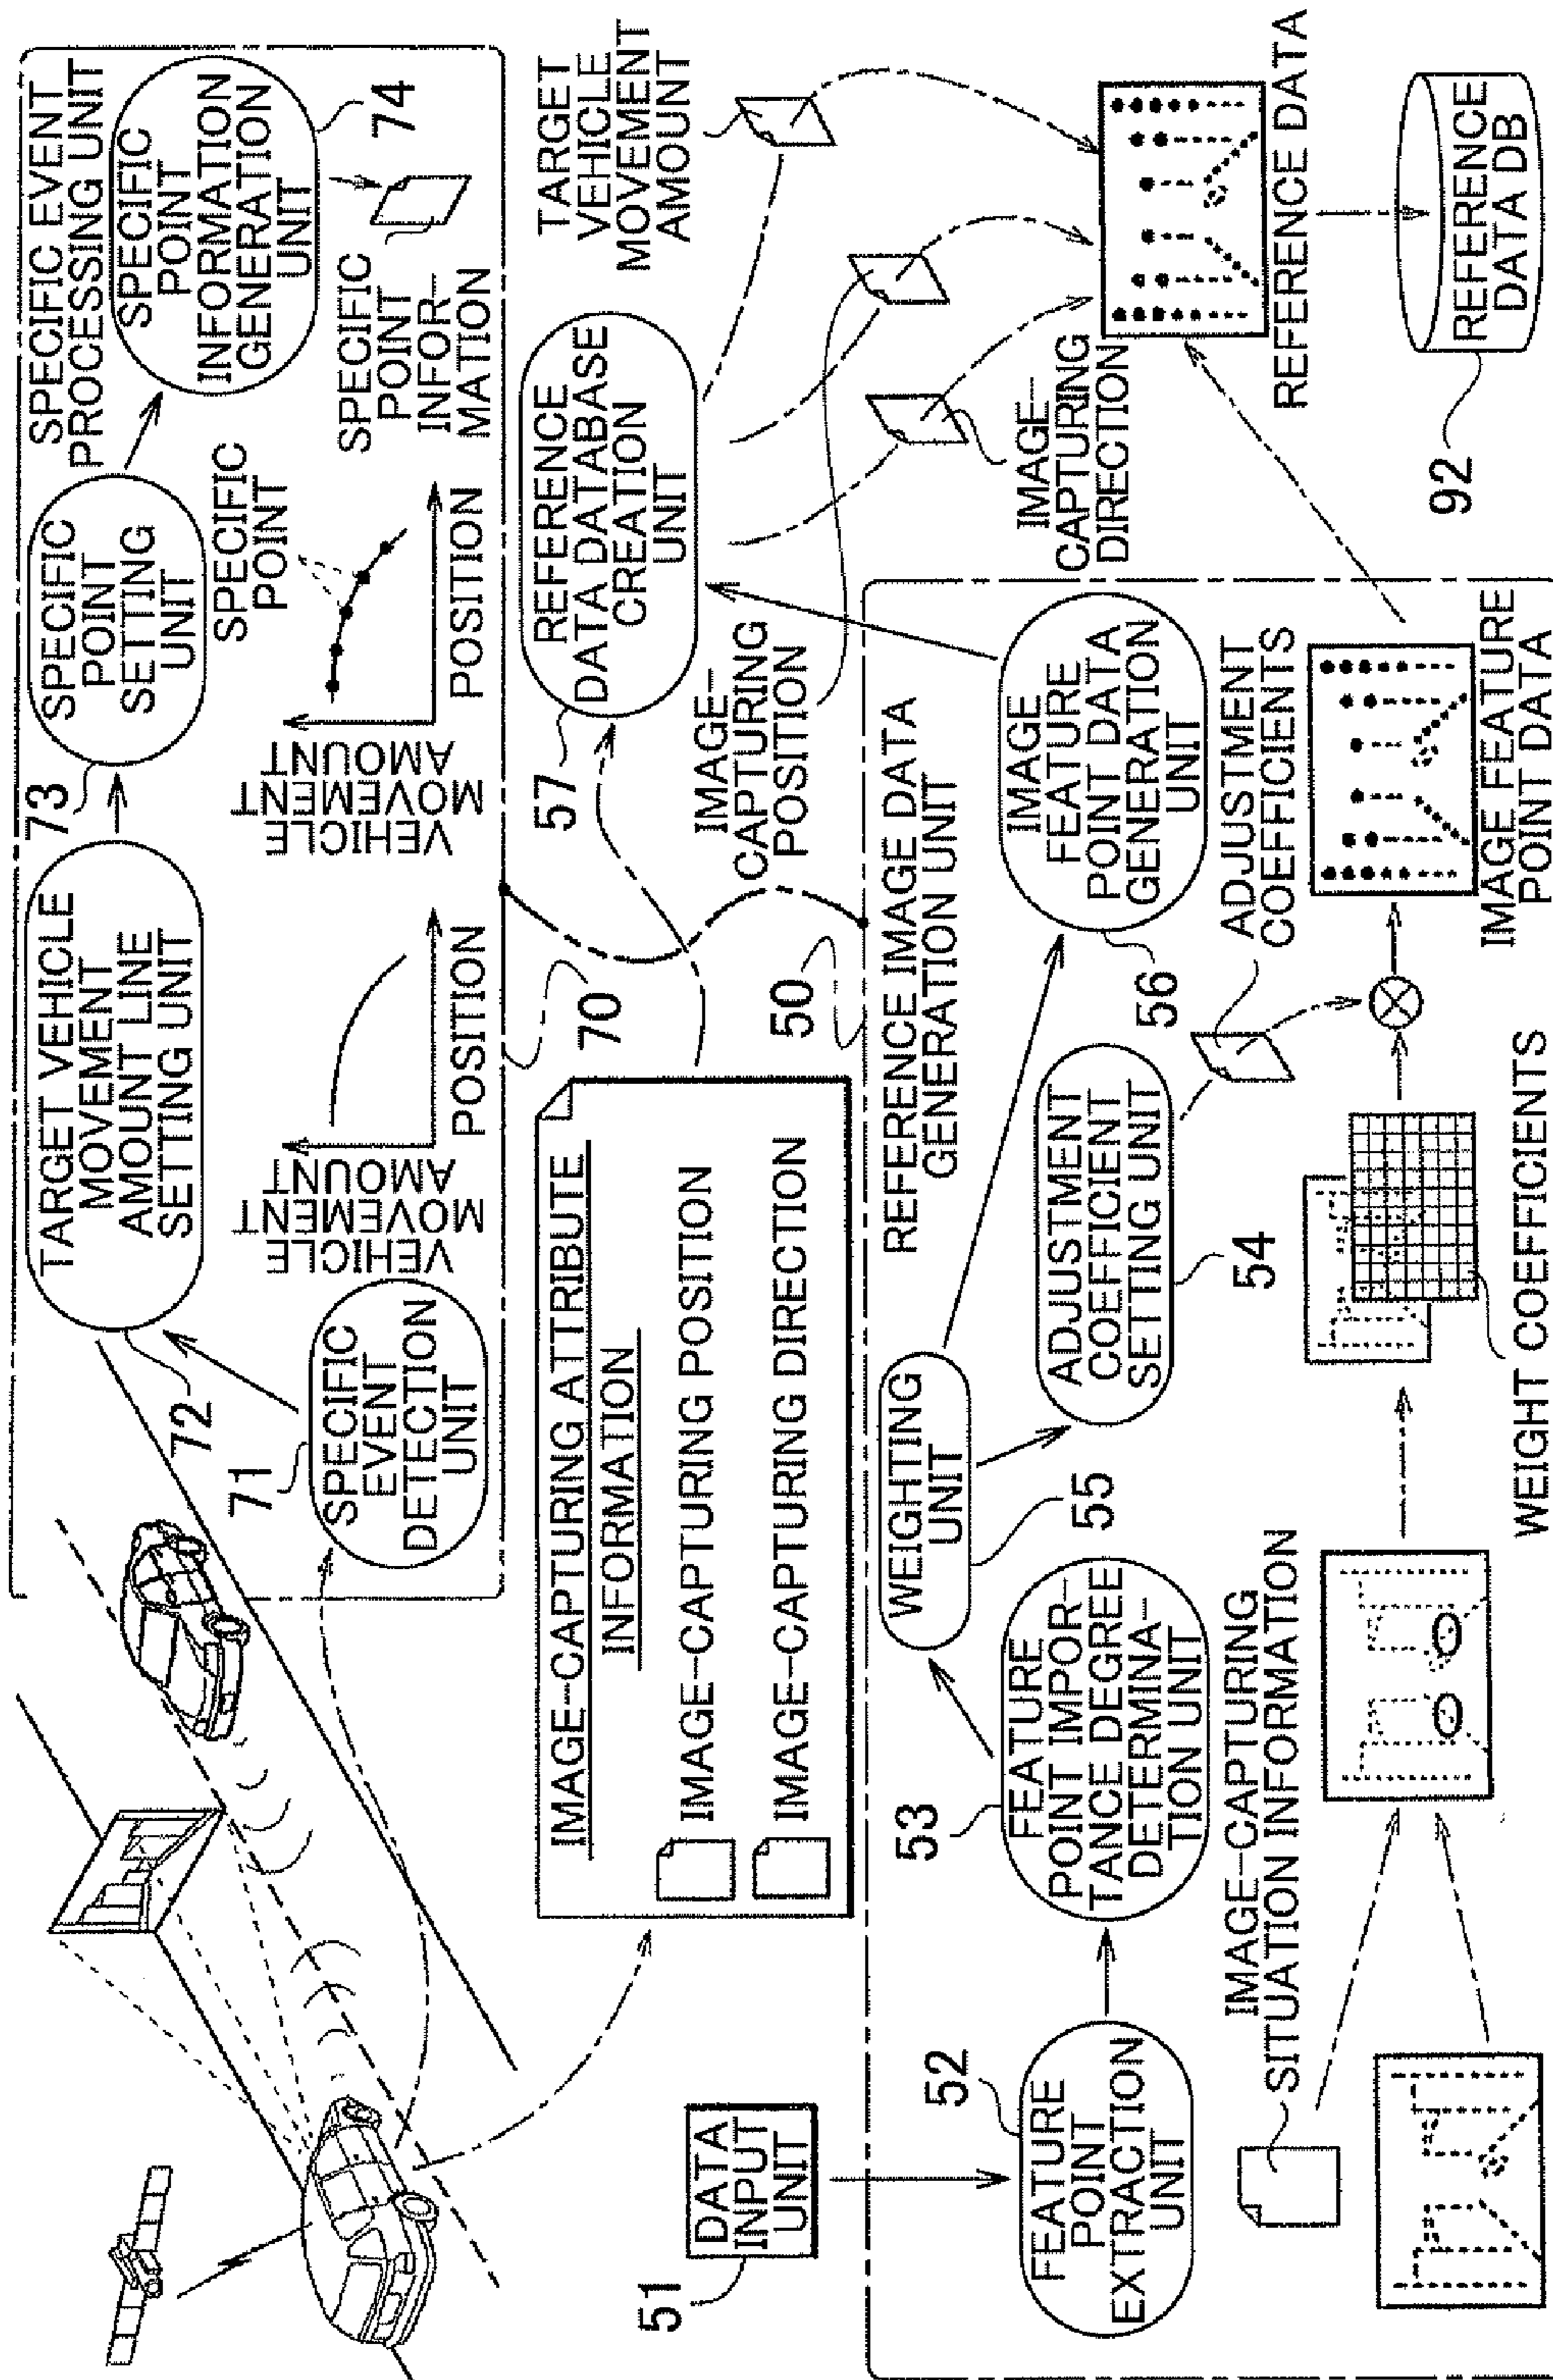 SPECIFIC EVENT
PROCESSING UNIT
TARGET VEHICLE
MOVEMENT
AMOUNT LINE
SETTING UNIT
72
73
SPECIFIC
POINT
SETTING
UNIT
SPECIFIC
POINT
INFORMATION
GENERATION
UNIT
74
71
SPECIFIC
EVENT
DETECTION
UNIT
VEHICLE
MOVEMENT
AMOUNT
POSITION
VEHICLE
MOVEMENT
AMOUNT
POSITION
SPECIFIC
POINT
SPECIFIC
POINT
INFOR-
MATION
70
IMAGE-CAPTURING ATTRIBUTE
INFORMATION
IMAGE-CAPTURING POSITION
IMAGE-CAPTURING DIRECTION
57
REFERENCE
DATA DATABASE
CREATION
UNIT
TARGET
VEHICLE
MOVEMENT
AMOUNT
IMAGE-
CAPTURING
POSITION
IMAGE-
CAPTURING
DIRECTION
REFERENCE DATA
92
REFERENCE
DATA DB
51
DATA
INPUT
UNIT
50
REFERENCE IMAGE DATA
GENERATION UNIT
52
FEATURE
POINT
EXTRACTION
UNIT
53
FEATURE
POINT IMPOR-
TANCE DEGREE
DETERMINA-
TION UNIT
WEIGHTING
UNIT
55
ADJUSTMENT
COEFFICIENT
SETTING UNIT
54
IMAGE
FEATURE
POINT DATA
GENERATION
UNIT
56
ADJUSTMENT
COEFFICIENTS
IMAGE-CAPTURING
SITUATION INFORMATION
WEIGHT COEFFICIENTS
IMAGE FEATURE
POINT DATA